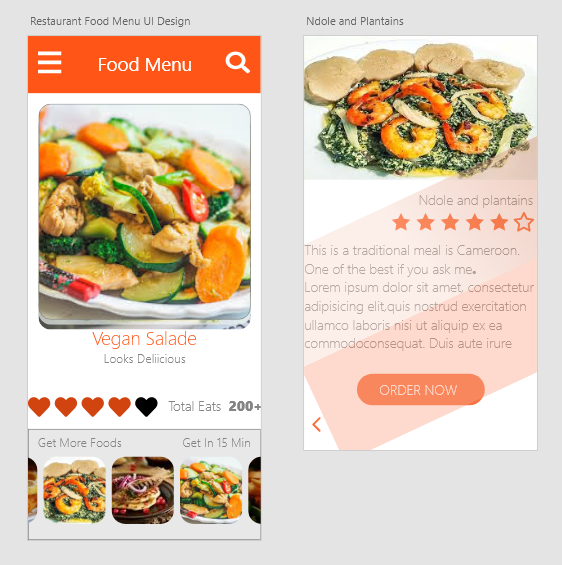 Restaurant Food Menu UI Design
Food Menu
Vegan Salade
Looks Deliicious
Total Eats 200+
Get More Foods
Get In 15 Min
Ndole and Plantains
Ndole and plantains
This is a traditional meal is Cameroon.
One of the best if you ask me.
Lorem ipsum dolor sit amet, consectetur
adipisicing elit,quis nostrud exercitation
ullamco laboris nisi ut aliquip ex ea
commodoconsequat. Duis aute irure
ORDER NOW